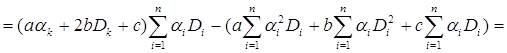 = (aα_k + 2bD_k + c) ∑_{i=1}^{n} α_i D_i − (a ∑_{i=1}^{n} α_i^2 D_i + b ∑_{i=1}^{n} α_i D_i^2 + c ∑_{i=1}^{n} α_i D_i) =